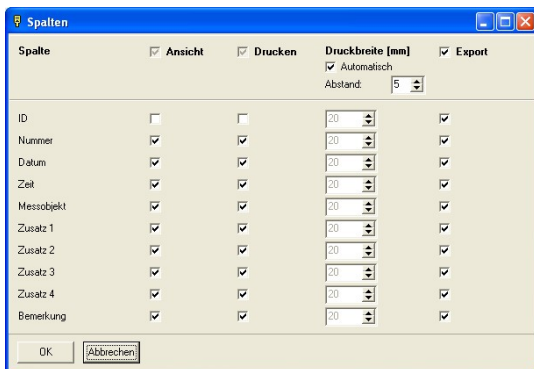 Spalten
Spalte Ansicht Drucken Druckbreite [mm] Export
Automatisch
Abstand: 5
ID 20
Nummer 20
Datum 20
Zeit 20
Messobjekt 20
Zusatz 1 20
Zusatz 2 20
Zusatz 3 20
Zusatz 4 20
Bemerkung 20
OK Abbrechen